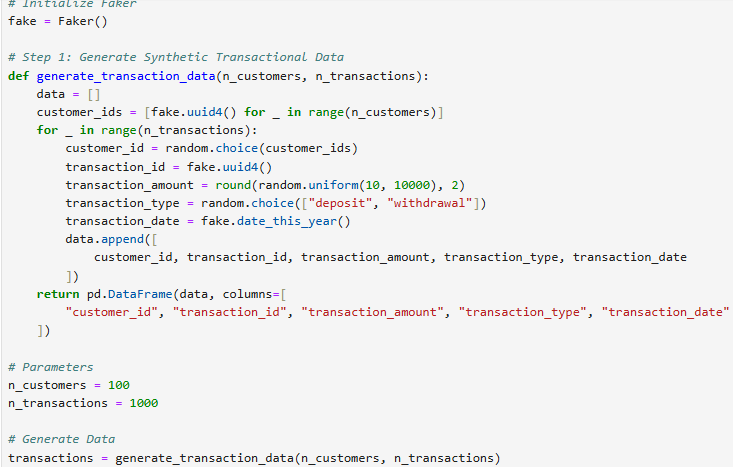 # Initialize Faker
fake = Faker()
# Step 1: Generate Synthetic Transactional Data
def generate_transaction_data(n_customers, n_transactions):
    data = []
    customer_ids = [fake.uuid4() for _ in range(n_customers)]
    for _ in range(n_transactions):
        customer_id = random.choice(customer_ids)
        transaction_id = fake.uuid4()
        transaction_amount = round(random.uniform(10, 10000), 2)
        transaction_type = random.choice(["deposit", "withdrawal"])
        transaction_date = fake.date_this_year()
        data.append([
            customer_id, transaction_id, transaction_amount, transaction_type, transaction_date
        ])
    return pd.DataFrame(data, columns=[
        "customer_id", "transaction_id", "transaction_amount", "transaction_type", "transaction_date"
    ])
# Parameters
n_customers = 100
n_transactions = 1000
# Generate Data
transactions = generate_transaction_data(n_customers, n_transactions)